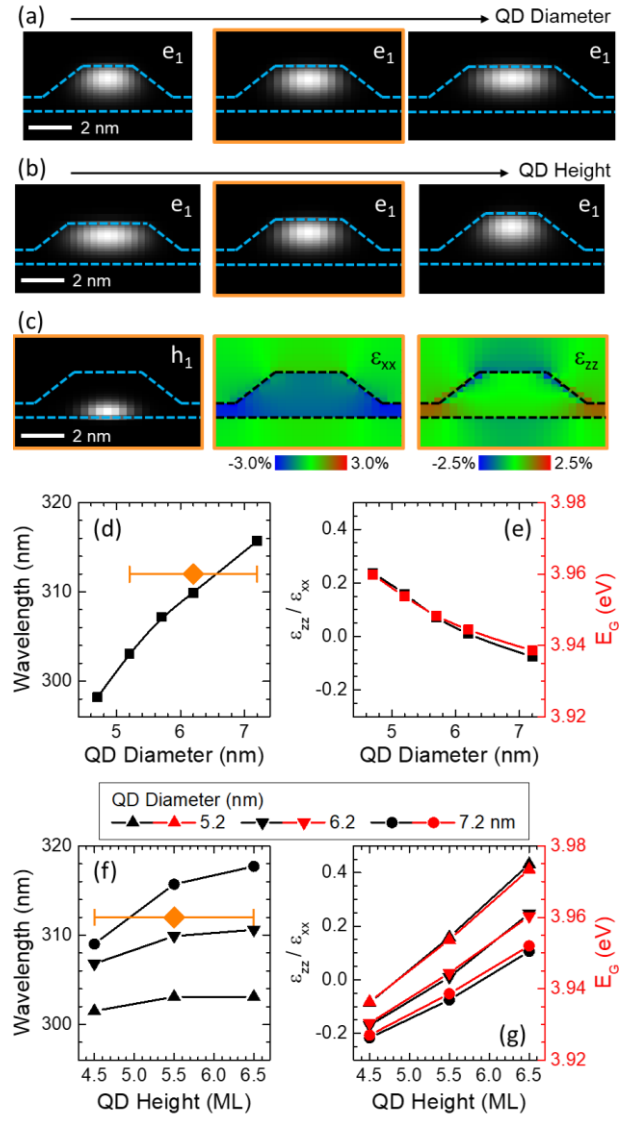 (a) QD Diameter
e₁ e₁ e₁
2 nm
(b) QD Height
e₁ e₁ e₁
2 nm
(c)
h₁ εxx εzz
2 nm
-3.0% 3.0% -2.5% 2.5%
(d)
Wavelength (nm)
320
310
300
5 6 7
QD Diameter (nm)
(e)
εzz / εxx
0.4
0.2
0.0
-0.2
5 6 7
QD Diameter (nm)
3.98
3.96
3.94
3.92
E_G (eV)
QD Diameter (nm)
5.2 6.2 7.2 nm
(f)
Wavelength (nm)
320
310
300
4.5 5.0 5.5 6.0 6.5
QD Height (ML)
(g)
εzz / εxx
0.4
0.2
0.0
-0.2
4.5 5.0 5.5 6.0 6.5
QD Height (ML)
3.98
3.96
3.94
3.92
E_G (eV)